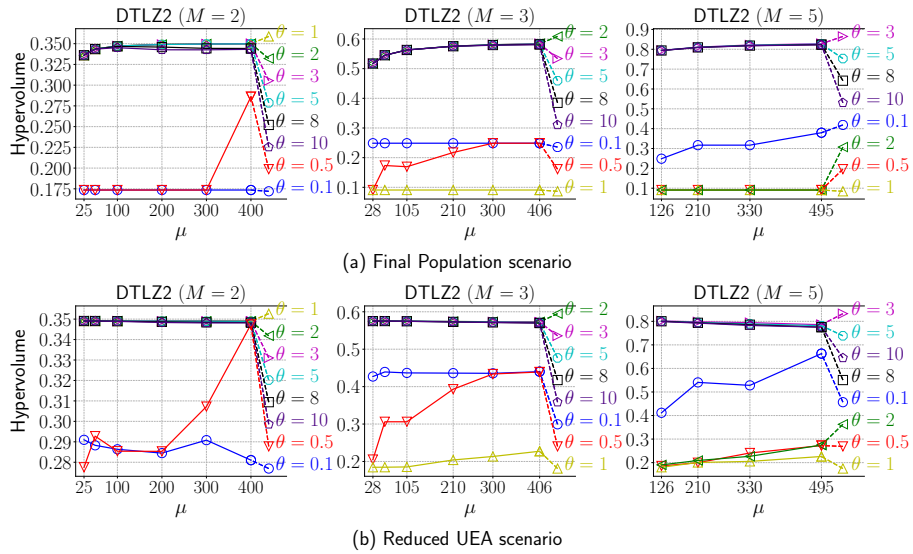 DTLZ2 (M = 2)
Hypervolume
0.350
0.325
0.300
0.275
0.250
0.225
0.200
0.175
25
100
200
300
400
μ
θ = 1
θ = 2
θ = 3
θ = 5
θ = 8
θ = 10
θ = 0.5
θ = 0.1
DTLZ2 (M = 3)
0.6
0.5
0.4
0.3
0.2
0.1
28
105
210
300
406
μ
θ = 2
θ = 3
θ = 5
θ = 8
θ = 10
θ = 0.1
θ = 0.5
θ = 1
DTLZ2 (M = 5)
0.9
0.8
0.7
0.6
0.5
0.4
0.3
0.2
0.1
126
210
330
495
μ
θ = 3
θ = 5
θ = 8
θ = 10
θ = 0.1
θ = 2
θ = 0.5
θ = 1
(a) Final Population scenario
DTLZ2 (M = 2)
Hypervolume
0.35
0.34
0.33
0.32
0.31
0.30
0.29
0.28
25
100
200
300
400
μ
θ = 1
θ = 2
θ = 3
θ = 5
θ = 8
θ = 10
θ = 0.5
θ = 0.1
DTLZ2 (M = 3)
0.6
0.5
0.4
0.3
0.2
28
105
210
300
406
μ
θ = 2
θ = 3
θ = 5
θ = 8
θ = 10
θ = 0.1
θ = 0.5
θ = 1
DTLZ2 (M = 5)
0.8
0.7
0.6
0.5
0.4
0.3
0.2
126
210
330
495
μ
θ = 3
θ = 5
θ = 10
θ = 8
θ = 0.1
θ = 2
θ = 0.5
θ = 1
(b) Reduced UEA scenario